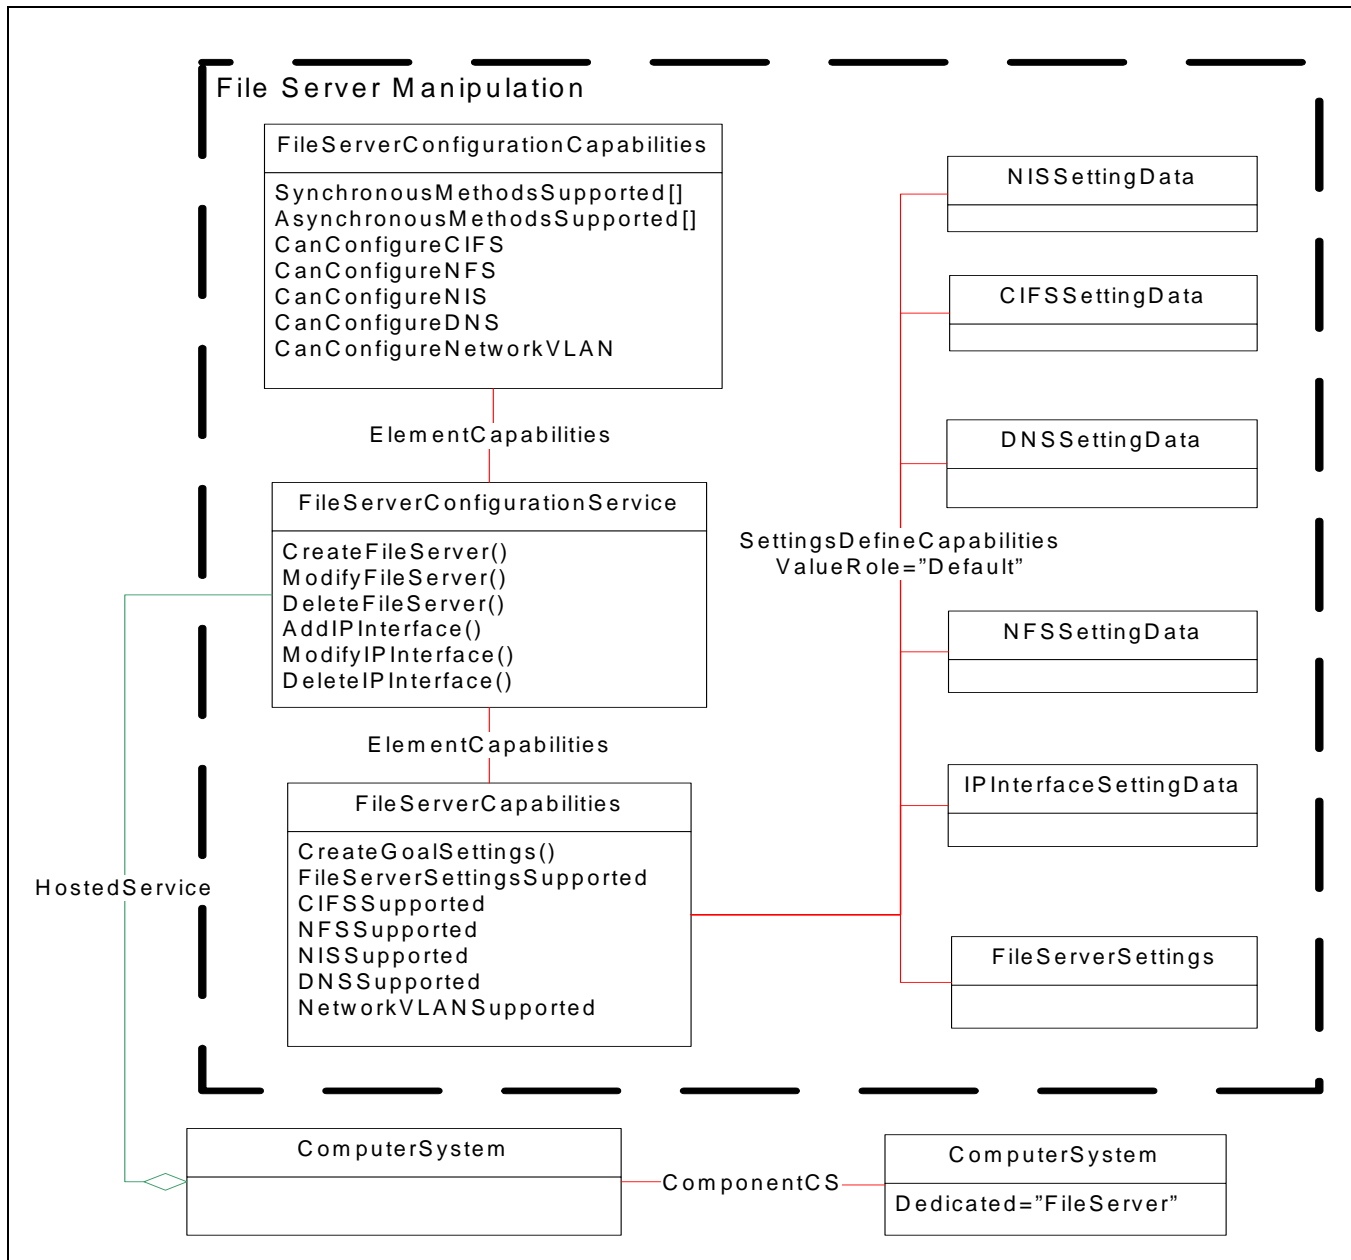 File Server Manipulation
FileServerConfigurationCapabilities
SynchronousMethodsSupported[]
AsynchronousMethodsSupported[]
CanConfigureCIFS
CanConfigureNFS
CanConfigureNIS
CanConfigureDNS
CanConfigureNetworkVLAN
ElementCapabilities
FileServerConfigurationService
CreateFileServer()
ModifyFileServer()
DeleteFileServer()
AddIPInterface()
ModifyIPInterface()
DeleteIPInterface()
ElementCapabilities
FileServerCapabilities
CreateGoalSettings()
FileServerSettingsSupported
CIFSSupported
NFSSupported
NISSupported
DNSSupported
NetworkVLANSupported
HostedService
NISSettingData
CIFSSettingData
DNSSettingData
SettingsDefineCapabilities
ValueRole=”Default”
NFSSettingData
IPInterfaceSettingData
FileServerSettings
ComputerSystem
ComponentCS
ComputerSystem
Dedicated=”FileServer”